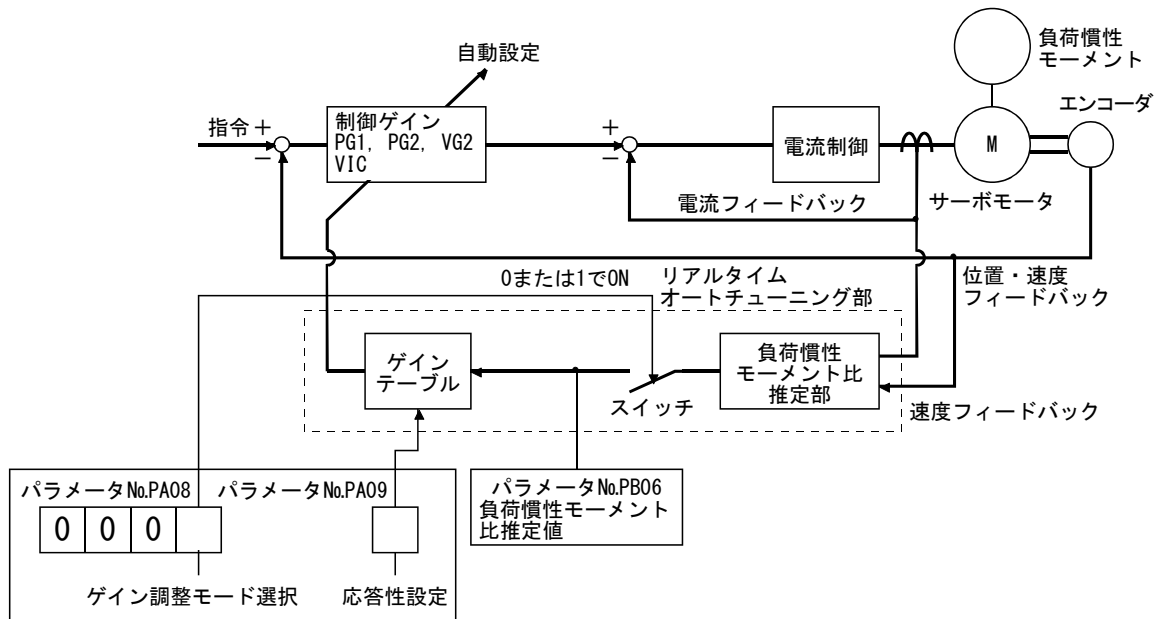 自動設定
負荷慣性
モーメント
エンコーダ
指令
+
−
制御ゲイン
PG1, PG2, VG2
VIC
+
−
電流制御
M
サーボモータ
電流フィードバック
0または1でON
リアルタイム
オートチューニング部
位置・速度
フィードバック
ゲイン
テーブル
スイッチ
負荷慣性
モーメント比
推定部
速度フィードバック
パラメータNo.PA08
パラメータNo.PA09
0 0 0
ゲイン調整モード選択
応答性設定
パラメータNo.PB06
負荷慣性モーメント
比推定値